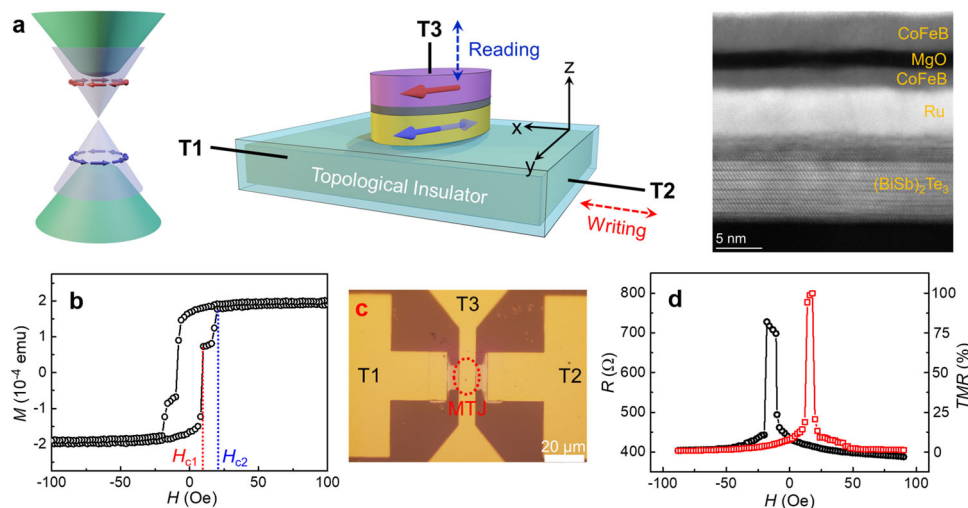 a
T3
Reading
z
x
y
T1
Topological Insulator
T2
Writing
CoFeB
MgO
CoFeB
Ru
(BiSb)₂Te₃
5 nm
b
M (10⁻⁴ emu)
2
1
0
-1
-2
Hc1
Hc2
-100 -50 0 50 100
H (Oe)
c
T3
T1
T2
MTJ
20 μm
d
R (Ω)
800
700
600
500
400
100
75
50
25
0
TMR (%)
-100 -50 0 50 100
H (Oe)